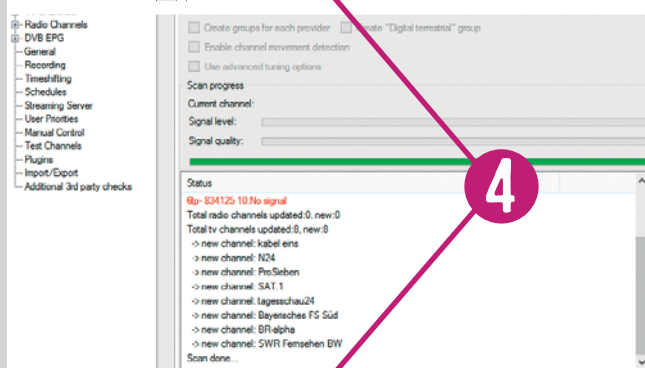 Radio Channels
DVB EPG
General
Recording
Timeshifting
Schedules
Streaming Server
User Priorities
Manual Control
Test Channels
Plugins
Import/Export
Additional 3rd party checks
Create groups for each provider Create "Digital terrestrial" group
Enable channel movement detection
Use advanced tuning options
Scan progress
Current channel:
Signal level:
Signal quality:
4
Status
6tp- 834125 10:No signal
Total radio channels updated:0, new:0
Total tv channels updated:8, new:8
-> new channel: kabel eins
-> new channel: N24
-> new channel: ProSieben
-> new channel: SAT.1
-> new channel: tagesschau24
-> new channel: Bayerisches FS Süd
-> new channel: BR-alpha
-> new channel: SWR Fernsehen BW
Scan done...